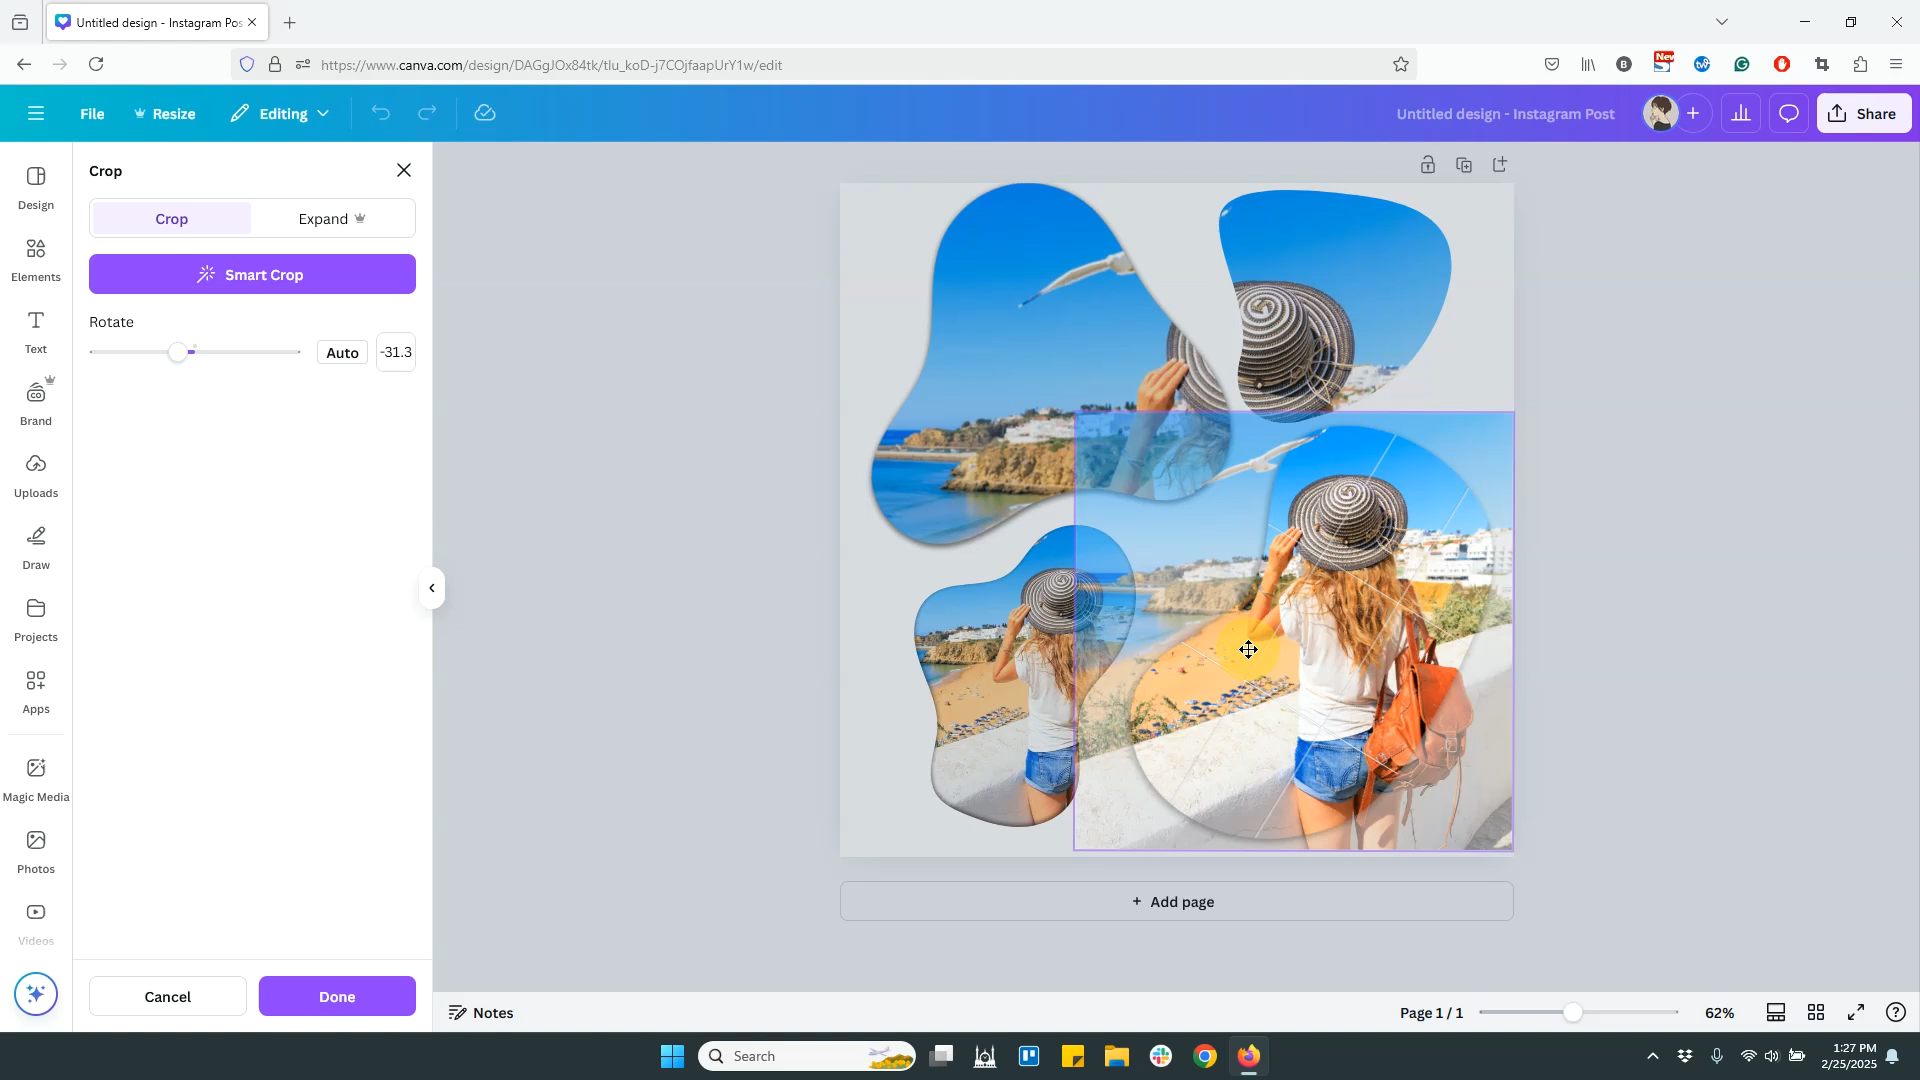 Untitled design - Instagram Pos
https://www.canva.com/design/DAGgJOx84tk/tlu_koD-j7COjfaapUrY1w/edit
New
File
Resize
Editing
Untitled design - Instagram Post
Share
Design
Elements
Text
Brand
Uploads
Draw
Projects
Apps
Magic Media
Photos
Videos
Crop
Crop
Expand
Smart Crop
Rotate
Auto
-31.3
Cancel
Done
+ Add page
Notes
Page 1 / 1
62%
Search
1:27 PM
2/25/2025